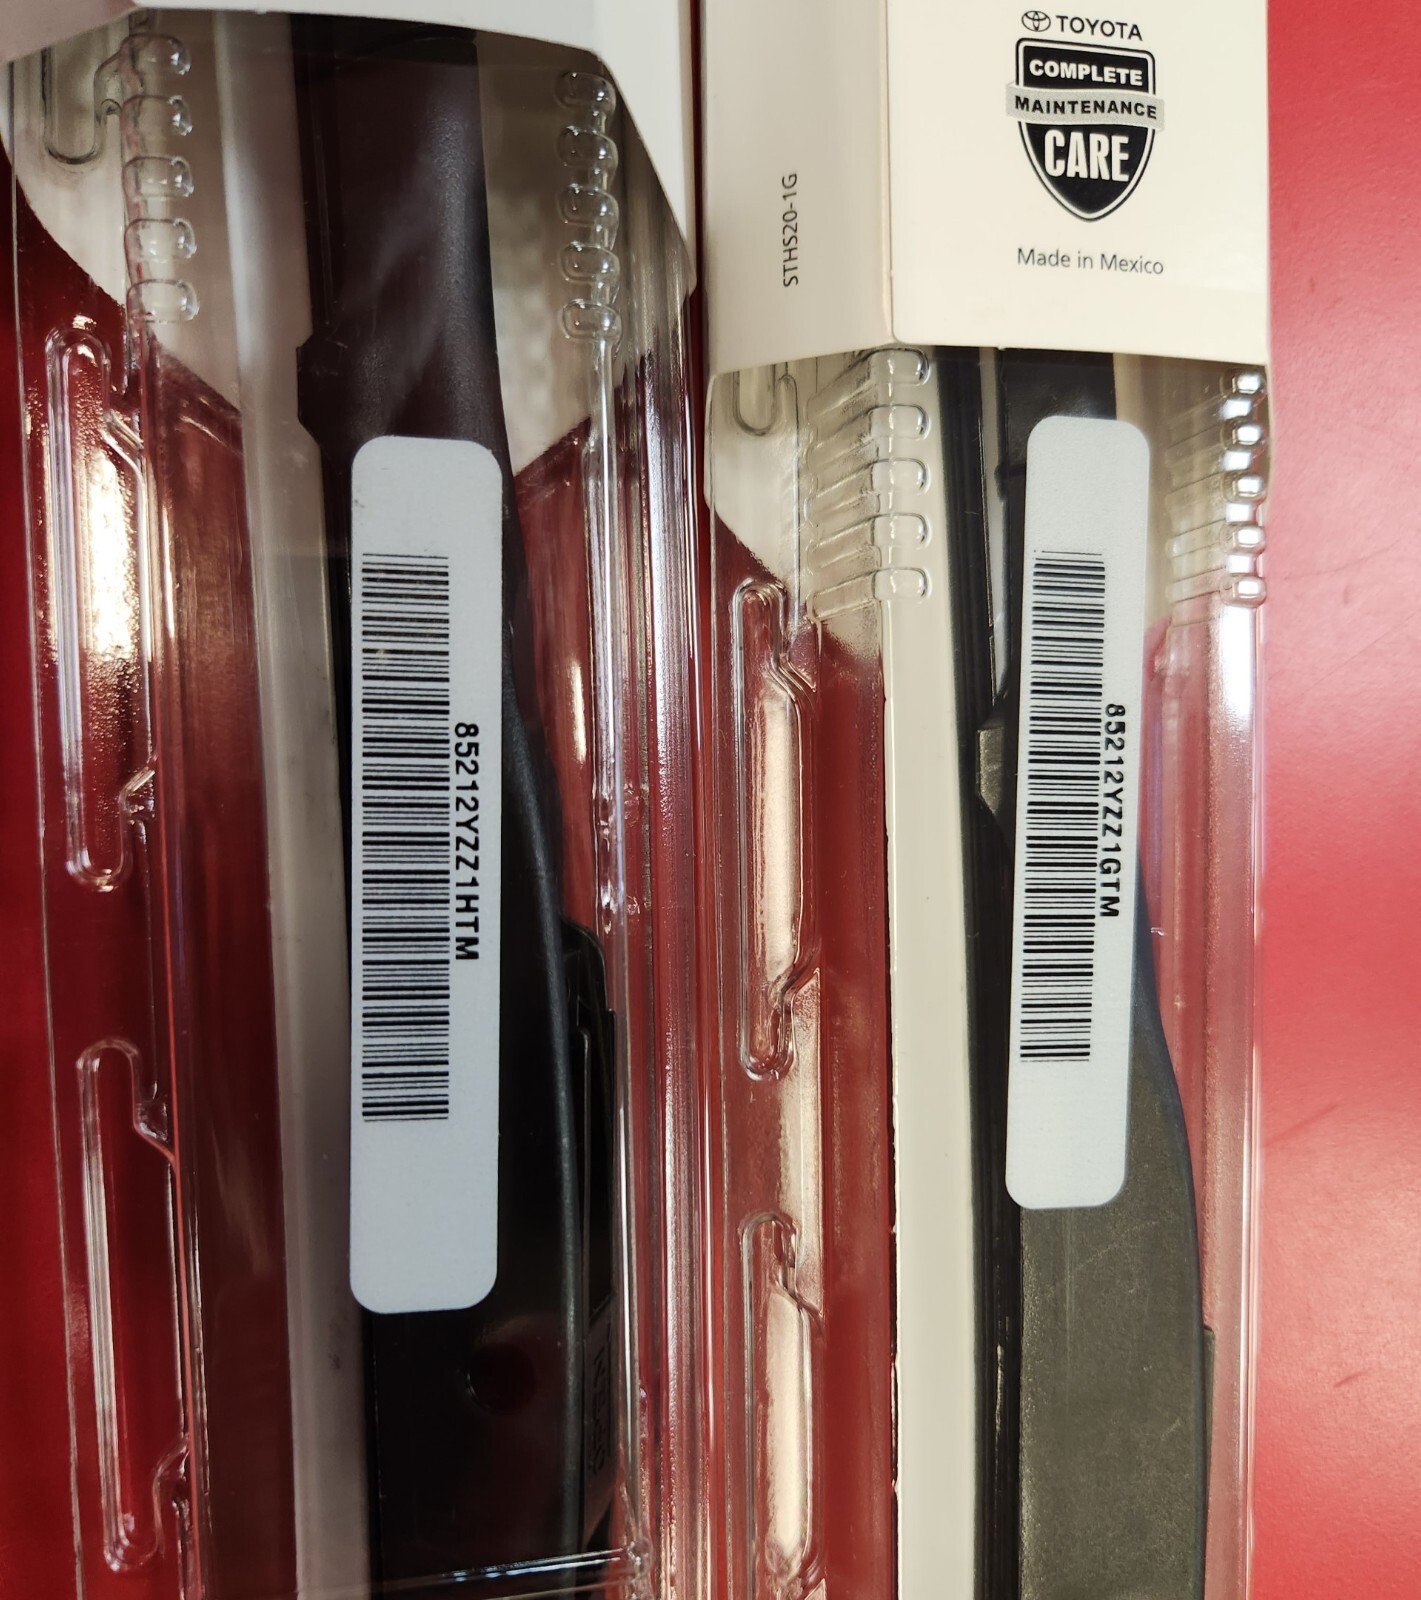 TOYOTA
COMPLETE
MAINTENANCE
CARE
Made in Mexico
STHS20-1G
85212YZZ1HTM
85212YZZ1GTM